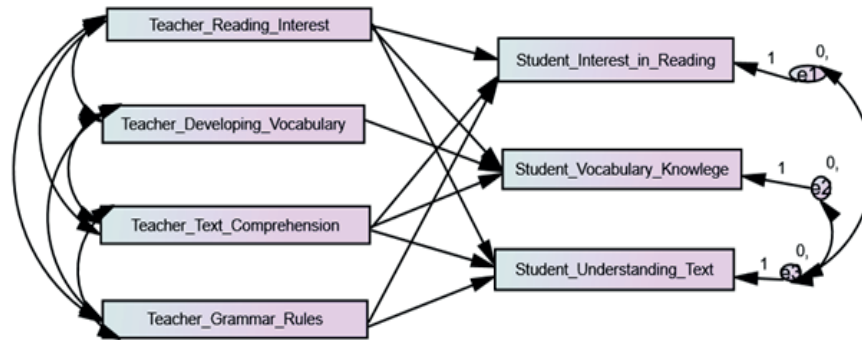 Teacher_Reading_Interest
Student_Interest_in_Reading
1
0,
e1
Teacher_Developing_Vocabulary
Student_Vocabulary_Knowlege
1
0,
e2
Teacher_Text_Comprehension
Student_Understanding_Text
1
0,
e3
Teacher_Grammar_Rules